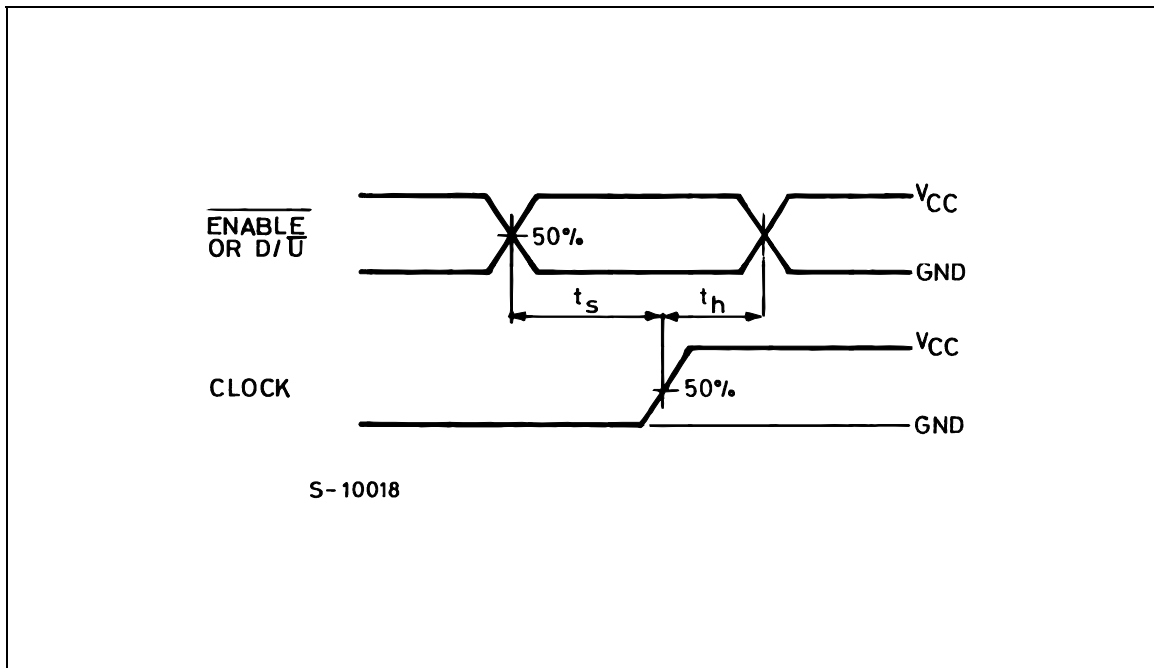 VCC
ENABLE
OR D/U̅
50%
GND
ts
th
VCC
CLOCK
50%
GND
S-10018